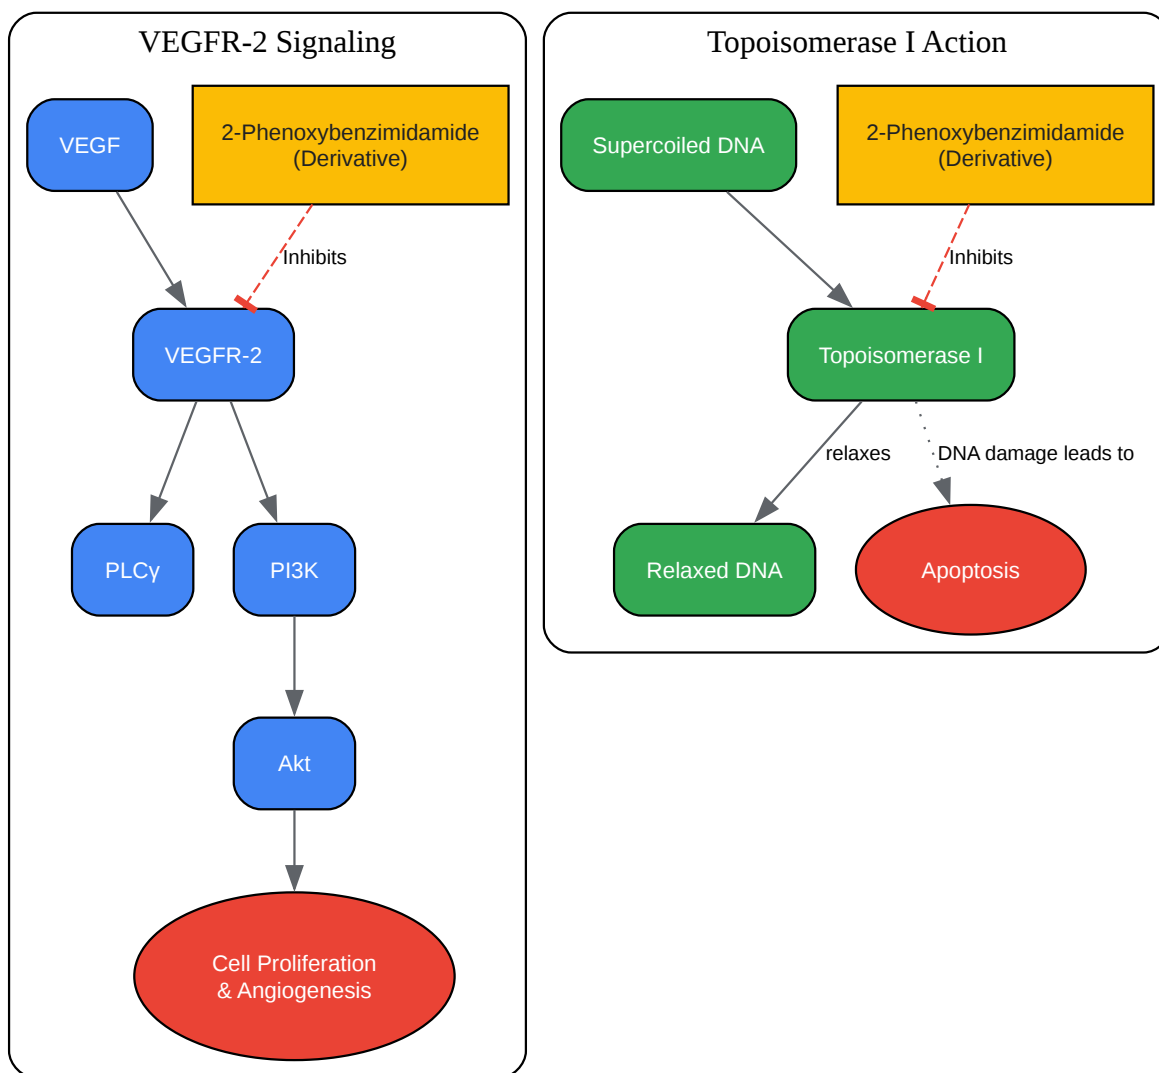 VEGFR-2 Signaling
VEGF
2-Phenoxybenzimidamide
(Derivative)
Inhibits
VEGFR-2
PLCγ
PI3K
Akt
Cell Proliferation
& Angiogenesis
Topoisomerase I Action
Supercoiled DNA
2-Phenoxybenzimidamide
(Derivative)
Inhibits
Topoisomerase I
relaxes
DNA damage leads to
Relaxed DNA
Apoptosis